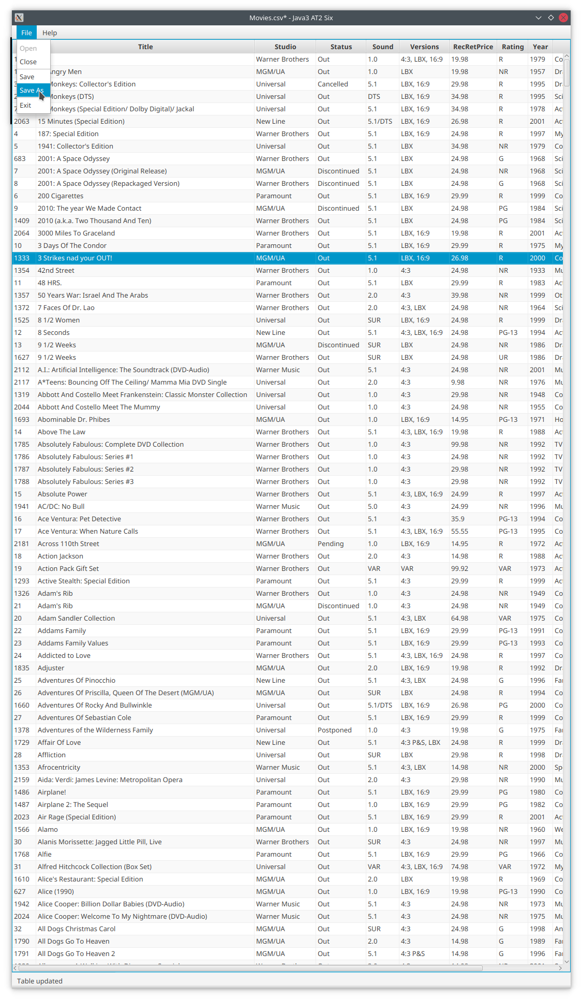 Movies.csv* - Java3 AT2 Six
File Help
Title Studio Status Sound Versions RecRetPrice Rating Year
Open
Close
Save
Save As
Exit
Warner Brothers Out 1.0 4:3, LBX, 16:9 19.98 R 1979 Co
Angry Men MGM/UA Out 1.0 LBX 19.98 NR 1957 Dr
Monkeys: Collector's Edition Universal Cancelled 5.1 LBX, 16:9 29.98 R 1995 Dr
Monkeys (DTS) Universal Out DTS LBX, 16:9 34.98 R 1995 Sci
Monkeys (Special Edition/ Dolby Digital)/ Jackal Universal Out 5.1 LBX, 16:9 34.98 R 1978 Ac
2063 15 Minutes (Special Edition) New Line Out 5.1/DTS LBX, 16:9 26.98 R 2001 Ac
4 187: Special Edition Warner Brothers Out 5.1 LBX, 16:9 24.98 R 1997 My
5 1941: Collector's Edition Universal Out 5.1 LBX 34.98 NR 1979 Co
683 2001: A Space Odyssey Warner Brothers Out 5.1 LBX 24.98 G 1968 Sci
7 2001: A Space Odyssey (Original Release) MGM/UA Discontinued 5.1 LBX 24.98 NR 1968 Sci
8 2001: A Space Odyssey (Repackaged Version) Warner Brothers Discontinued 5.1 LBX 24.98 G 1968 Sci
6 200 Cigarettes Paramount Out 5.1 LBX, 16:9 29.99 R 1999 Co
9 2010: The year We Made Contact MGM/UA Discontinued 5.1 LBX 24.98 PG 1984 Sci
1409 2010 (a.k.a. Two Thousand And Ten) Warner Brothers Out 5.1 LBX 24.98 PG 1984 Sci
2064 3000 Miles To Graceland Warner Brothers Out 5.1 LBX, 16:9 19.98 R 2001 Ac
10 3 Days Of The Condor Paramount Out 5.1 LBX, 16:9 29.99 R 1975 My
1333 3 Strikes nad your OUT! MGM/UA Out 5.1 LBX, 16:9 26.98 R 2000 Co
1354 42nd Street Warner Brothers Out 1.0 4:3 24.98 NR 1933 Mu
11 48 HRS. Paramount Out 5.1 LBX 29.99 R 1983 Ac
1357 50 Years War: Israel And The Arabs Warner Brothers Out 2.0 4:3 39.98 NR 1999 Ot
1372 7 Faces Of Dr. Lao Warner Brothers Out 2.0 4:3, LBX 24.98 NR 1964 Sci
1525 8 1/2 Women Universal Out SUR LBX, 16:9 24.98 R 1999 Dr
12 8 Seconds New Line Out 5.1 4:3, LBX, 16:9 24.98 PG-13 1994 Ac
13 9 1/2 Weeks MGM/UA Discontinued SUR LBX 24.98 NR 1986 Dr
1627 9 1/2 Weeks Warner Brothers Out SUR LBX 24.98 UR 1986 Dr
2112 A.I.: Artificial Intelligence: The Soundtrack (DVD-Audio) Warner Music Out 5.1 4:3 24.98 NR 2001 Mu
2117 A*Teens: Bouncing Off The Ceiling/ Mamma Mia DVD Single Universal Out 2.0 4:3 9.98 NR 1976 Mu
1319 Abbott And Costello Meet Frankenstein: Classic Monster Collection Universal Out 1.0 4:3 29.98 NR 1948 Co
2044 Abbott And Costello Meet The Mummy Universal Out 1.0 4:3 24.98 NR 1955 Co
1693 Abominable Dr. Phibes MGM/UA Out 1.0 LBX, 16:9 14.95 PG-13 1971 Ho
14 Above The Law Warner Brothers Out 5.1 4:3, LBX, 16:9 19.98 R 1988 Ac
1785 Absolutely Fabulous: Complete DVD Collection Warner Brothers Out 1.0 4:3 99.98 NR 1992 TV
1786 Absolutely Fabulous: Series #1 Warner Brothers Out 1.0 4:3 24.98 NR 1992 TV
1787 Absolutely Fabulous: Series #2 Warner Brothers Out 1.0 4:3 29.98 NR 1992 TV
1788 Absolutely Fabulous: Series #3 Warner Brothers Out 1.0 4:3 29.98 NR 1992 TV
15 Absolute Power Warner Brothers Out 5.1 4:3, LBX, 16:9 24.99 R 1997 Ac
1941 AC/DC: No Bull Warner Music Out 5.0 4:3 24.99 NR 1996 Mu
16 Ace Ventura: Pet Detective Warner Brothers Out 5.1 4:3 35.9 PG-13 1994 Co
17 Ace Ventura: When Nature Calls Warner Brothers Out 5.1 4:3, LBX, 16:9 55.55 PG-13 1995 Co
2181 Across 110th Street MGM/UA Pending 1.0 LBX, 16:9 14.95 R 1972 Ac
18 Action Jackson Warner Brothers Out 2.0 4:3 14.98 R 1988 Ac
19 Action Pack Gift Set Warner Brothers Out VAR VAR 99.92 VAR 1973 Ac
1293 Active Stealth: Special Edition Paramount Out 5.1 4:3 29.99 R 1999 Ac
1326 Adam's Rib Warner Brothers Out 1.0 4:3 24.98 NR 1949 Co
21 Adam's Rib MGM/UA Discontinued 1.0 4:3 24.98 NR 1949 Co
20 Adam Sandler Collection Universal Out 5.1 4:3, LBX 64.98 VAR 1975 Co
22 Addams Family Paramount Out 5.1 LBX, 16:9 29.99 PG-13 1991 Co
23 Addams Family Values Paramount Out 5.1 LBX, 16:9 29.99 PG-13 1993 Co
24 Addicted to Love Warner Brothers Out 5.1 4:3, LBX, 16:9 24.98 R 1997 Co
1835 Adjuster MGM/UA Out 2.0 LBX, 16:9 19.98 R 1992 Dr
25 Adventures Of Pinocchio New Line Out 5.1 4:3, LBX 24.98 G 1996 Fa
26 Adventures Of Priscilla, Queen Of The Desert (MGM/UA) MGM/UA Out SUR LBX 24.98 R 1994 Co
1660 Adventures Of Rocky And Bullwinkle Universal Out 5.1/DTS LBX, 16:9 26.98 PG 2000 Co
27 Adventures Of Sebastian Cole Paramount Out 5.1 LBX, 16:9 29.99 R 1999 Co
1378 Adventures of the Wilderness Family Universal Postponed 1.0 4:3 19.98 G 1975 Fa
1729 Affair Of Love New Line Out 5.1 4:3 P&S, LBX 24.98 R 1999 Dr
28 Affliction Universal Out SUR LBX 29.98 R 1998 Dr
1353 Afrocentricity Warner Music Out 5.1 4:3, LBX 14.98 NR 2000 Sp
2159 Aida: Verdi: James Levine: Metropolitan Opera Universal Out 2.0 4:3 29.98 NR 1990 Mu
1486 Airplane! Paramount Out 5.1 LBX, 16:9 29.99 PG 1980 Co
1487 Airplane 2: The Sequel Paramount Out 1.0 LBX, 16:9 29.99 PG 1982 Co
2023 Air Rage (Special Edition) Paramount Out 5.1 LBX, 16:9 29.99 R 2001 Ac
1566 Alamo MGM/UA Out 1.0 LBX, 16:9 19.98 NR 1960 We
30 Alanis Morissette: Jagged Little Pill, Live Warner Brothers Out SUR 4:3 24.98 NR 1997 Mu
1768 Alfie Paramount Out 5.1 LBX, 16:9 29.99 PG 1966 Co
31 Alfred Hitchcock Collection (Box Set) Universal Out VAR 4:3, LBX, 16:9 74.98 VAR 1972 My
1610 Alice's Restaurant: Special Edition MGM/UA Out 2.0 LBX 19.98 R 1969 Co
627 Alice (1990) MGM/UA Out 1.0 LBX, 16:9 19.98 PG-13 1990 Co
1942 Alice Cooper: Billion Dollar Babies (DVD-Audio) Warner Music Out 5.1 4:3 24.98 NR 1973 Mu
2024 Alice Cooper: Welcome To My Nightmare (DVD-Audio) Warner Music Out 5.1 4:3 24.98 NR 1975 Mu
32 All Dogs Christmas Carol MGM/UA Out SUR 4:3 24.98 G 1998 An
1790 All Dogs Go To Heaven MGM/UA Out 2.0 4:3 14.98 G 1989 Fa
1791 All Dogs Go To Heaven 2 MGM/UA Out 5.1 4:3 P&S 14.98 G 1996 Fa
Table updated